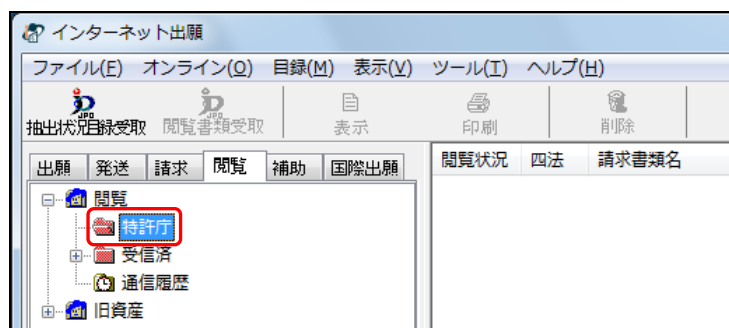 インターネット出願
ファイル(F) オンライン(O) 目録(M) 表示(V) ツール(T) ヘルプ(H)
抽出状況目録受取 閲覧書類受取 表示 印刷 削除
出願 発送 請求 閲覧 補助 国際出願
閲覧状況 四法 請求書類名
閲覧
特許庁
受信済
通信履歴
旧資産